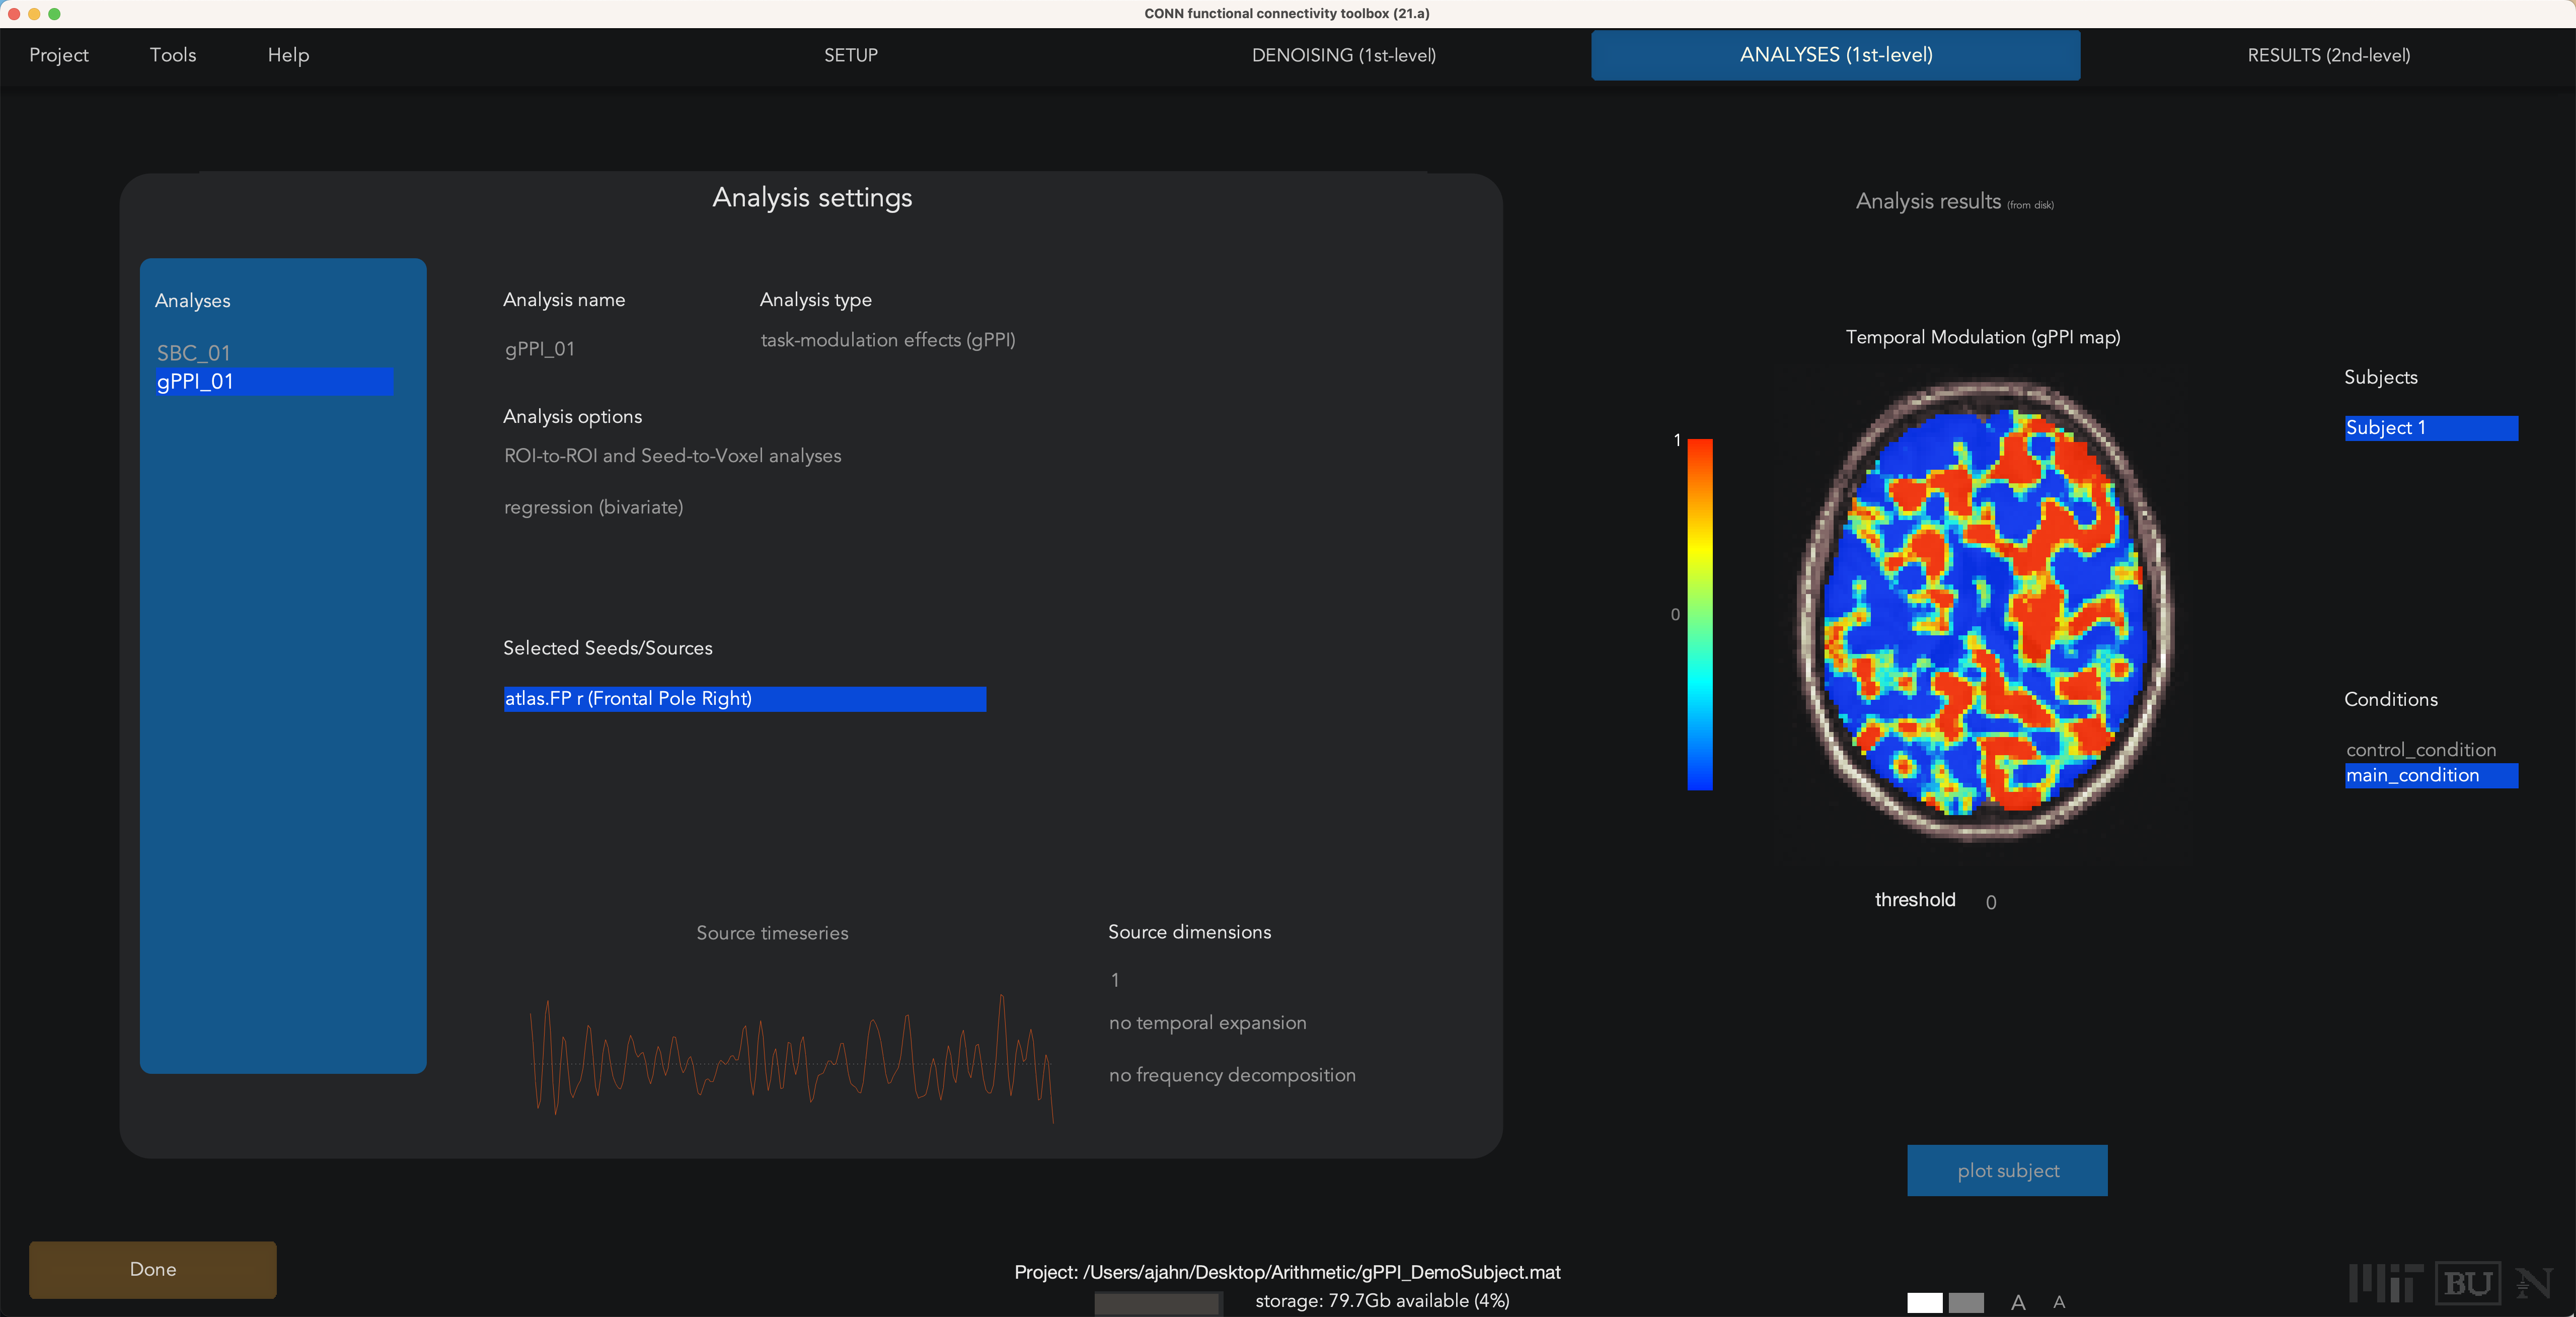 CONN functional connectivity toolbox (21.a)
Project Tools Help SETUP DENOISING (1st-level) ANALYSES (1st-level) RESULTS (2nd-level)
Analysis settings
Analyses
SBC_01
gPPI_01
Analysis name
gPPI_01
Analysis type
task-modulation effects (gPPI)
Analysis options
ROI-to-ROI and Seed-to-Voxel analyses
regression (bivariate)
Selected Seeds/Sources
atlas.FP r (Frontal Pole Right)
Source timeseries
Source dimensions
1
no temporal expansion
no frequency decomposition
Analysis results (from disk)
Temporal Modulation (gPPI map)
1
0
threshold 0
Subjects
Subject 1
Conditions
control_condition
main_condition
plot subject
Done
Project: /Users/ajahn/Desktop/Arithmetic/gPPI_DemoSubject.mat
storage: 79.7Gb available (4%)
A A
MIT BU N